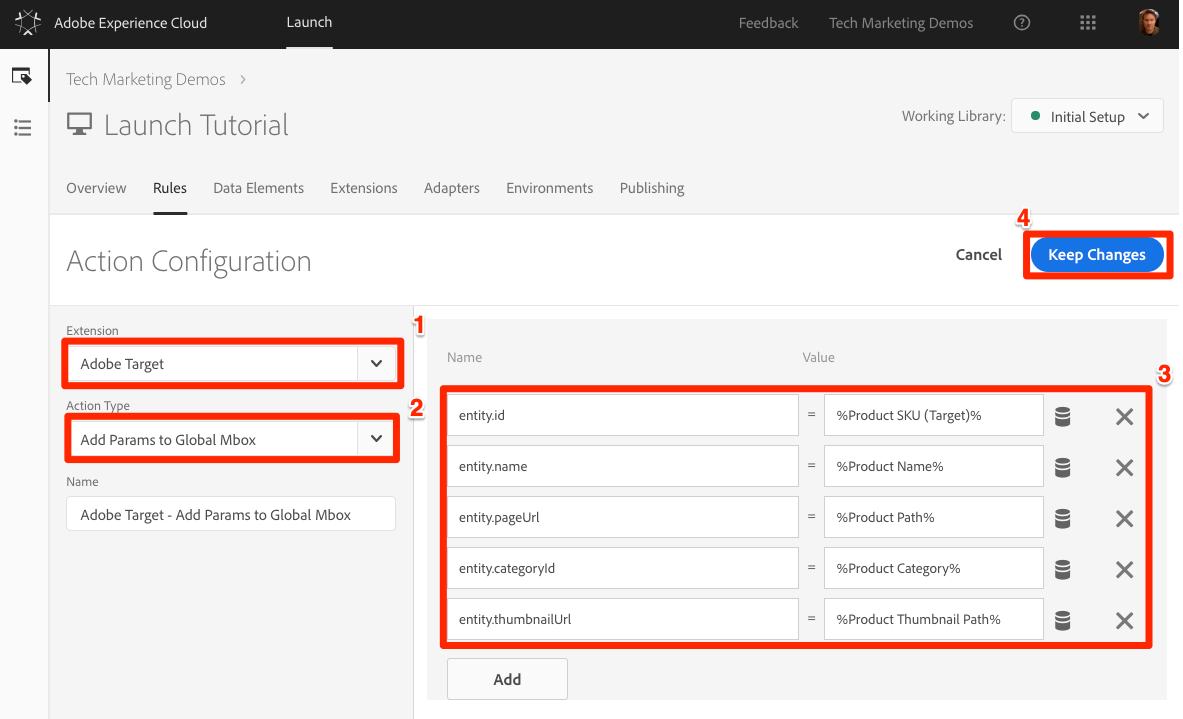 Adobe Experience Cloud
Launch
Feedback
Tech Marketing Demos
Tech Marketing Demos
Launch Tutorial
Working Library:
Initial Setup
Overview
Rules
Data Elements
Extensions
Adapters
Environments
Publishing
4
Action Configuration
Cancel
Keep Changes
Extension
1
Adobe Target
Action Type
2
Add Params to Global Mbox
Name
Adobe Target - Add Params to Global Mbox
Name
Value
3
entity.id = %Product SKU (Target)%
entity.name = %Product Name%
entity.pageUrl = %Product Path%
entity.categoryId = %Product Category%
entity.thumbnailUrl = %Product Thumbnail Path%
Add